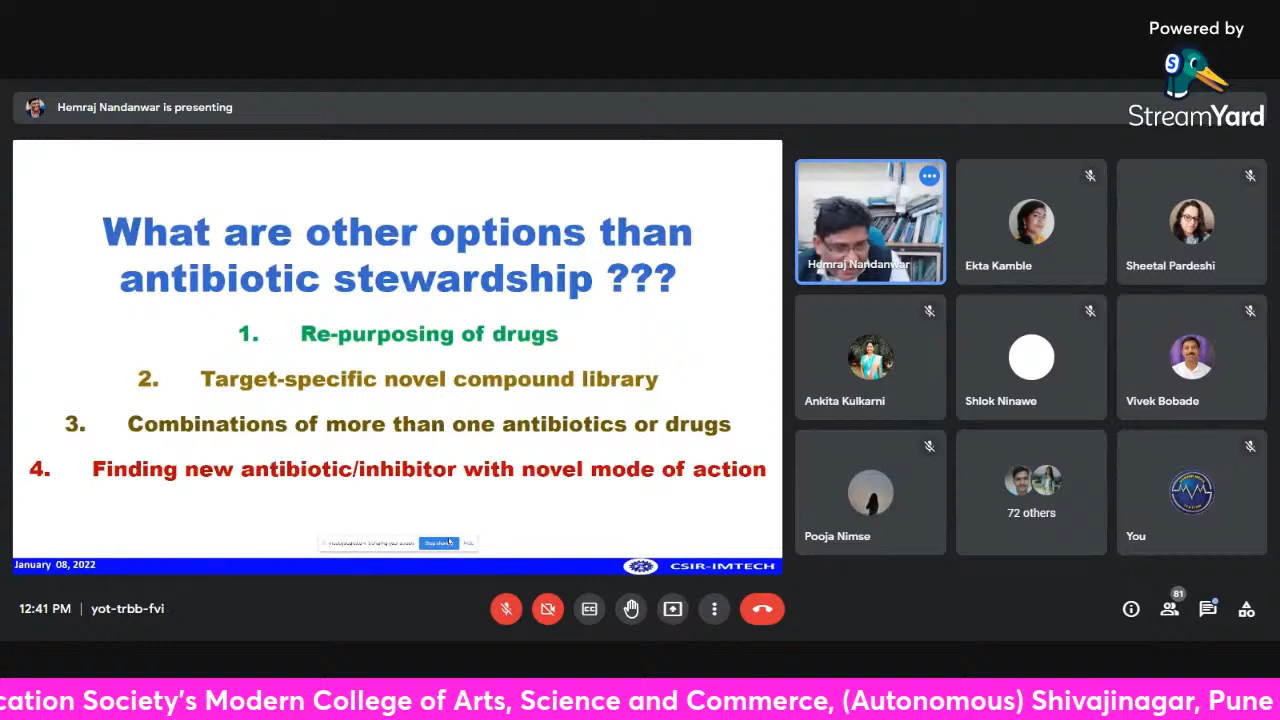 Powered by
StreamYard
Hemraj Nandanwar is presenting
What are other options than
antibiotic stewardship ???
1. Re-purposing of drugs
2. Target-specific novel compound library
3. Combinations of more than one antibiotics or drugs
4. Finding new antibiotic/inhibitor with novel mode of action
January 08, 2022
CSIR-IMTECH
Hemraj Nandanwar
Ekta Kamble
Sheetal Pardeshi
Ankita Kulkarni
Shlok Ninawe
Vivek Bobade
Pooja Nimse
72 others
You
12:41 PM | yot-trbb-fvi
81
cation Society's Modern College of Arts, Science and Commerce, (Autonomous) Shivajinagar, Pune